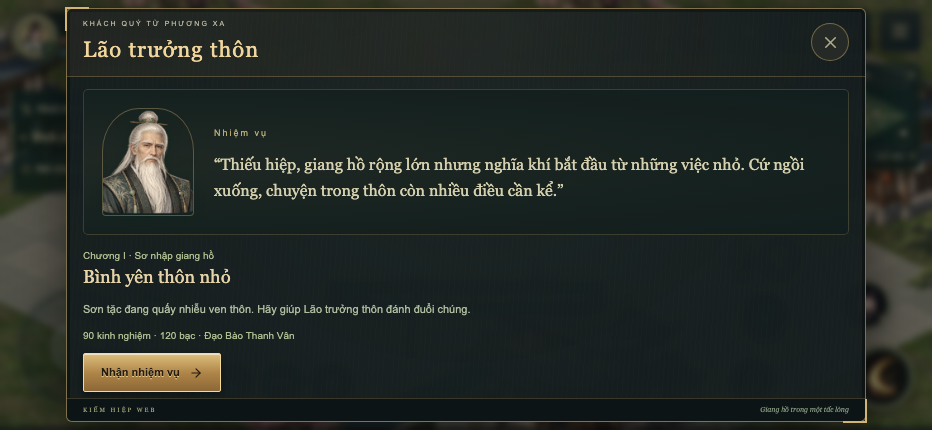 KHÁCH QUÝ TỪ PHƯƠNG XA
Lão trưởng thôn
Nhiệm vụ
“Thiếu hiệp, giang hồ rộng lớn nhưng nghĩa khí bắt đầu từ những việc nhỏ. Cứ ngồi
xuống, chuyện trong thôn còn nhiều điều cần kể.”
Chương I · Sơ nhập giang hồ
Bình yên thôn nhỏ
Sơn tặc đang quấy nhiễu ven thôn. Hãy giúp Lão trưởng thôn đánh đuổi chúng.
90 kinh nghiệm · 120 bạc · Đạo Bào Thanh Vân
Nhận nhiệm vụ →
KIẾM HIỆP WEB
Giang hồ trong một tấc lòng